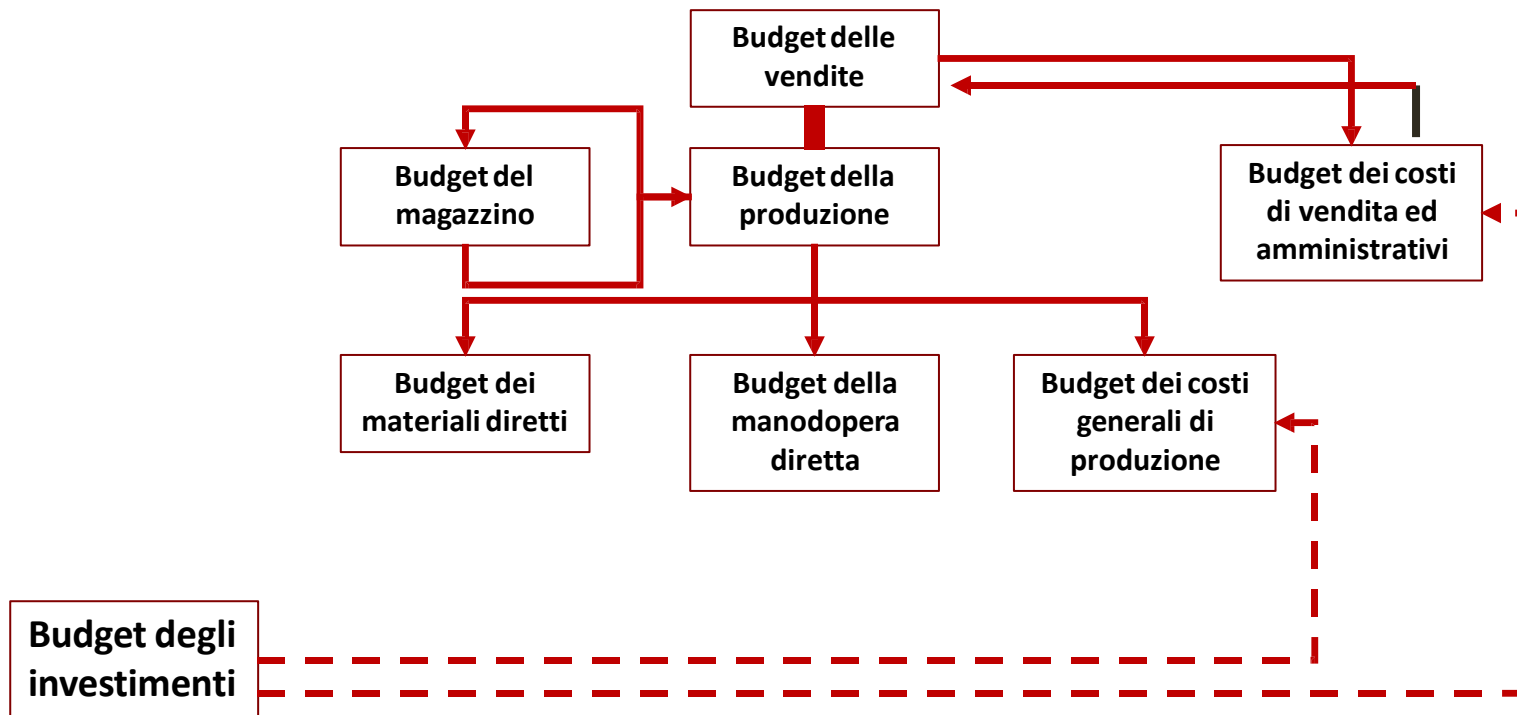 Budget delle
vendite
Budget del
magazzino
Budget della
produzione
Budget dei costi
di vendita ed
amministrativi
Budget dei
materiali diretti
Budget della
manodopera
diretta
Budget dei costi
generali di
produzione
Budget degli
investimenti